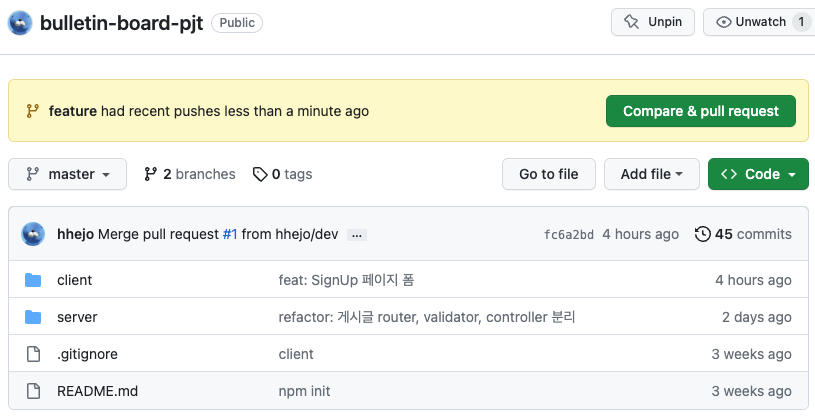 bulletin-board-pjt Public Unpin Unwatch 1
feature had recent pushes less than a minute ago Compare & pull request
master 2 branches 0 tags Go to file Add file Code
hhejo Merge pull request #1 from hhejo/dev ... fc6a2bd 4 hours ago 45 commits
client feat: SignUp 페이지 폼 4 hours ago
server refactor: 게시글 router, validator, controller 분리 2 days ago
.gitignore client 3 weeks ago
README.md npm init 3 weeks ago